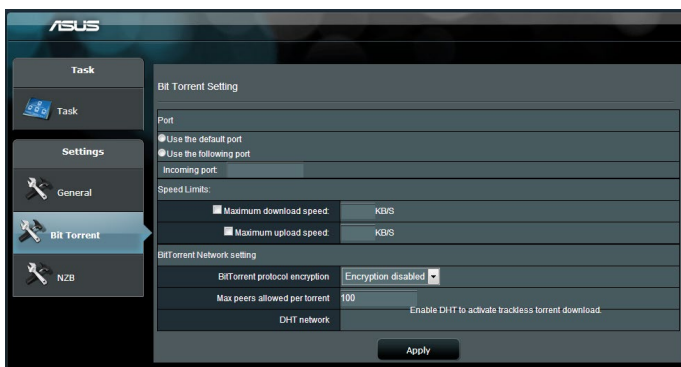 ASUS
Task
Task
Settings
General
Bit Torrent
NZB
Bit Torrent Setting
Port
Use the default port
Use the following port
Incoming port:
Speed Limits:
Maximum download speed: KB/S
Maximum upload speed: KB/S
BitTorrent Network setting
BitTorrent protocol encryption Encryption disabled
Max peers allowed per torrent 100
DHT network Enable DHT to activate trackless torrent download.
Apply